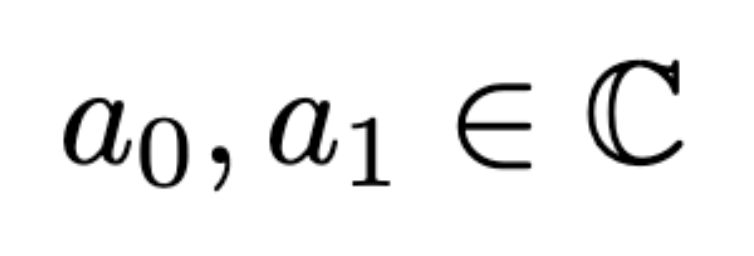 a₀, a₁ ∈ ℂ